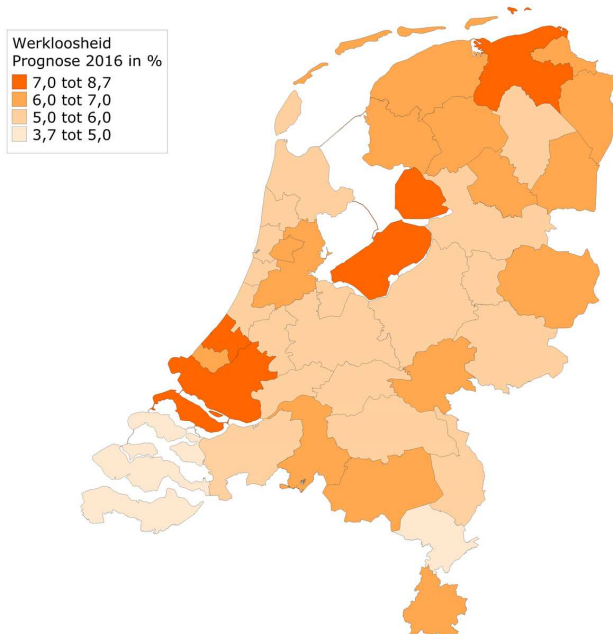 Werkloosheid
Prognose 2016 in %
7,0 tot 8,7
6,0 tot 7,0
5,0 tot 6,0
3,7 tot 5,0